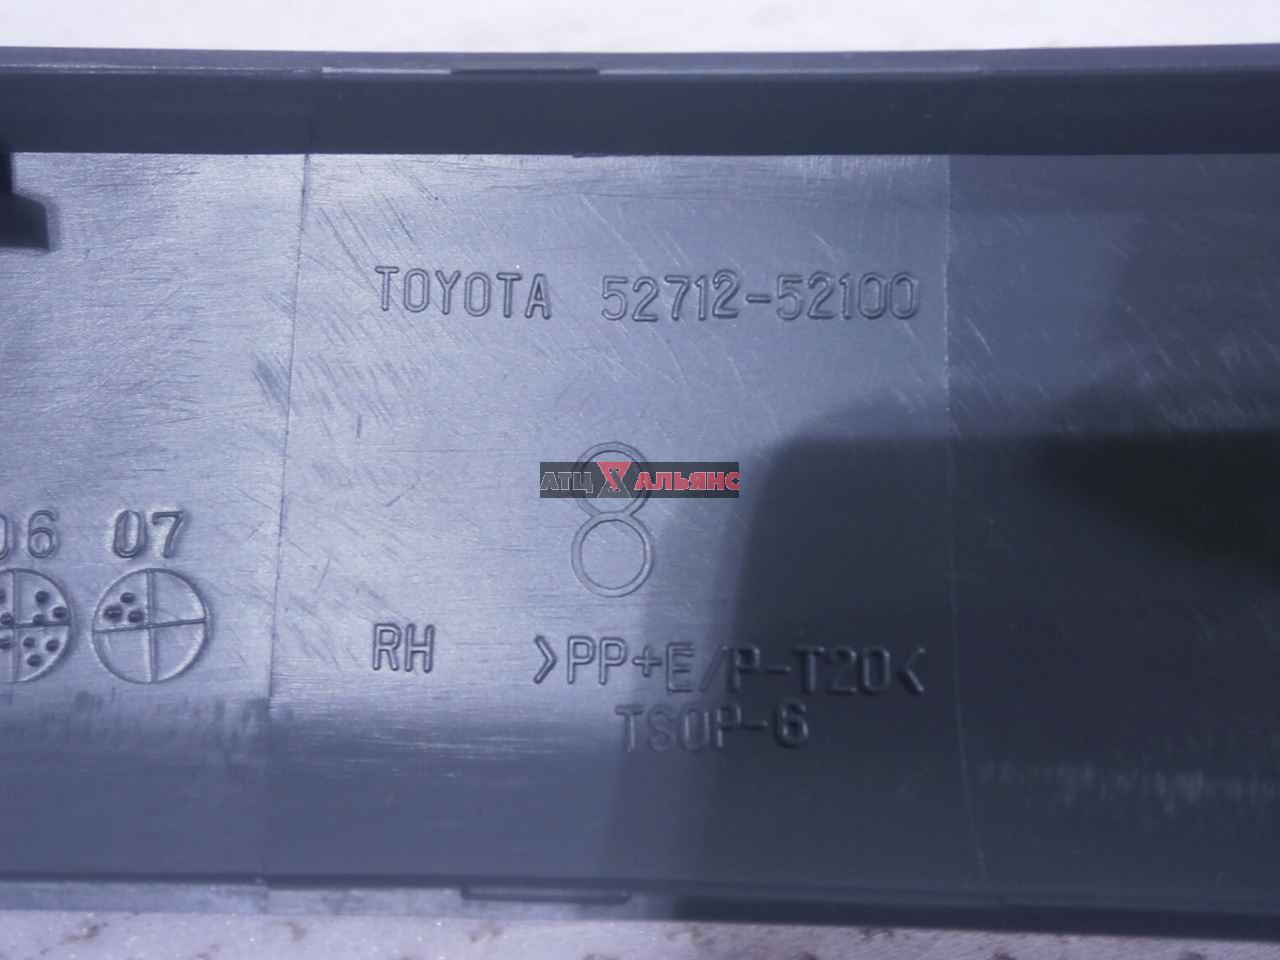 TOYOTA 52712-52100
АТЦ АЛЬЯНС
06 07
8
RH >PP+E/P-T20<
TSOP-6